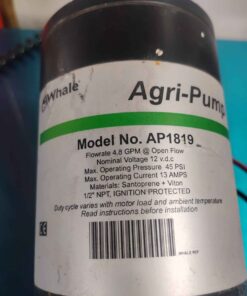 Whale
Agri-Pump
Model No. AP1819
Flowrate 4.8 GPM @ Open Flow
Nominal Voltage 12 v.d.c
Max. Operating Pressure 45 PSI
Max. Operating Current 13 AMPS
Materials: Santoprene + Viton
1/2" NPT, IGNITION PROTECTED
Duty cycle varies with motor load and ambient temperature
Read instructions before installation
CE